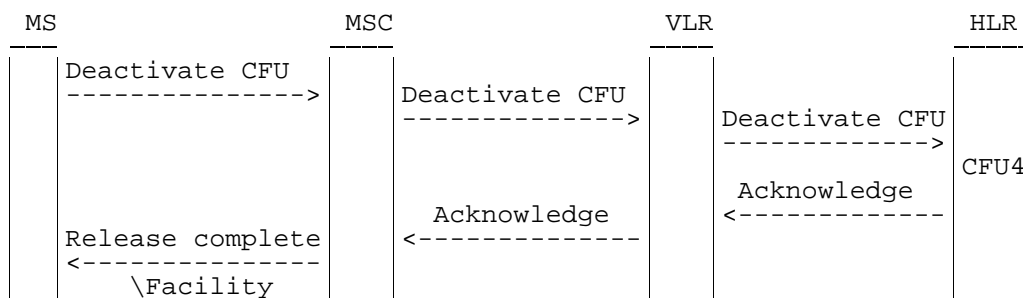 MS MSC VLR HLR
Deactivate CFU
--------------->
Deactivate CFU
-------------->
Deactivate CFU
------------->
CFU4
Acknowledge
<-------------
Acknowledge
<--------------
Release complete
<---------------
\Facility